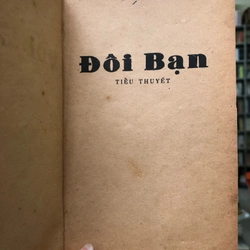 Đôi Bạn
TIỂU THUYẾT